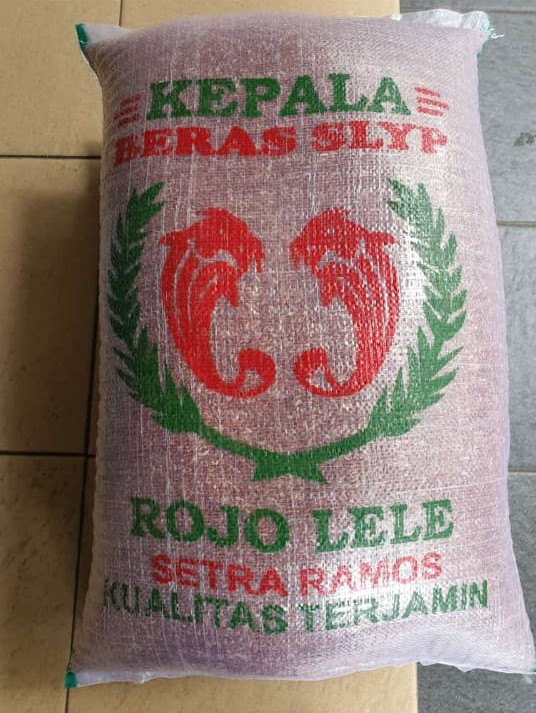 KEPALA
BERAS SLYP
ROJO LELE
SETRA RAMOS
KUALITAS TERJAMIN